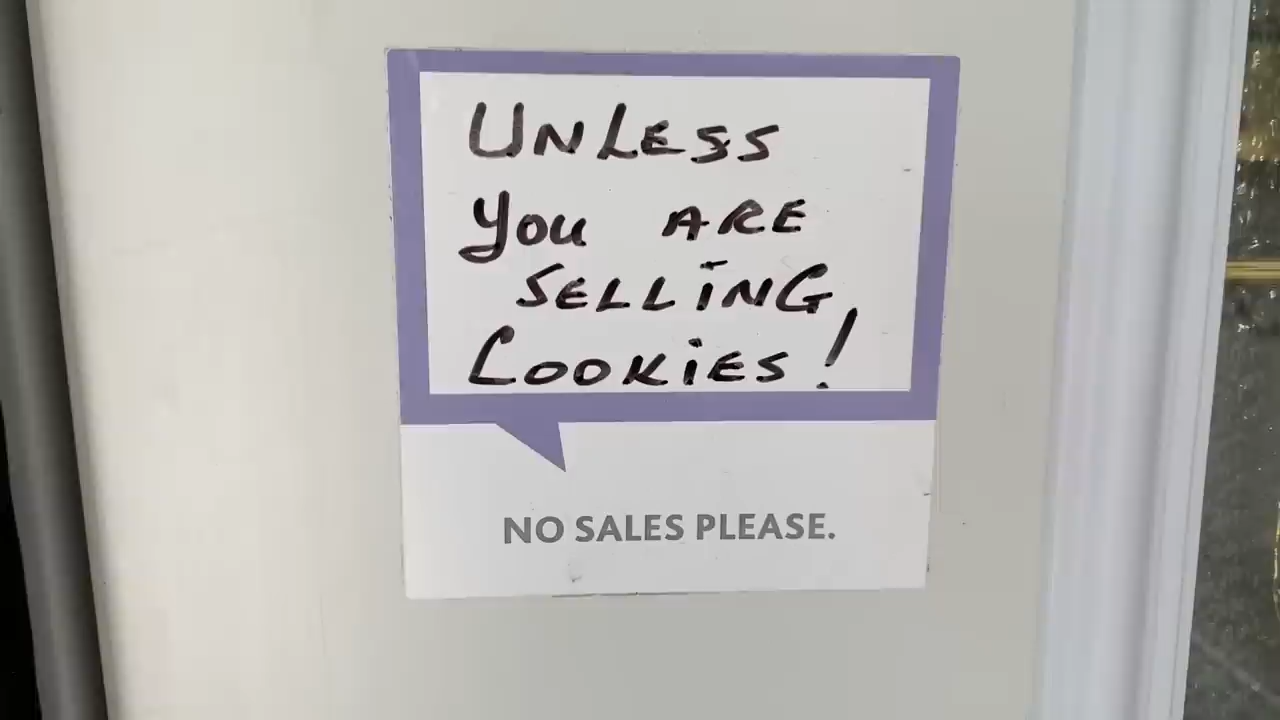 UNLESS
you ARE
SELLING
COOKIES!
NO SALES PLEASE.